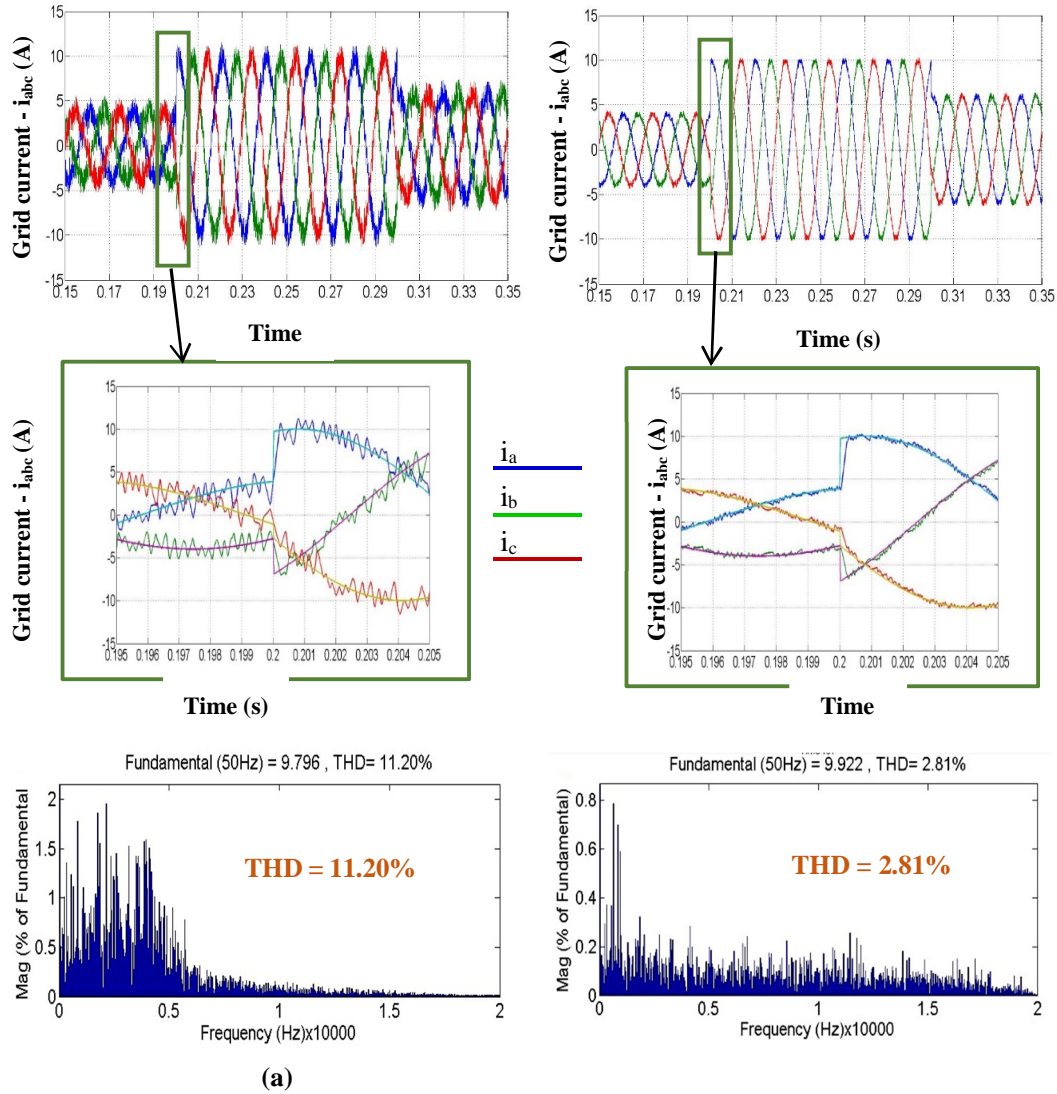 Grid current - iabc (A)
15
10
5
0
-5
-10
-15
0.15 0.17 0.19 0.21 0.23 0.25 0.27 0.29 0.31 0.33 0.35
Time
Grid current - iabc (A)
15
10
5
0
-5
-10
-15
0.15 0.17 0.19 0.21 0.23 0.25 0.27 0.29 0.31 0.33 0.35
Time (s)
Grid current - iabc (A)
15
10
5
0
-5
-10
-15
0.195 0.196 0.197 0.198 0.199 0.2 0.201 0.202 0.203 0.204 0.205
Time (s)
ia
ib
ic
Grid current - iabc (A)
15
10
5
0
-5
-10
-15
0.195 0.196 0.197 0.198 0.199 0.2 0.201 0.202 0.203 0.204 0.205
Time
Fundamental (50Hz) = 9.796 , THD= 11.20%
Mag (% of Fundamental)
2
1.5
1
0.5
0
THD = 11.20%
0 0.5 1 1.5 2
Frequency (Hz)x10000
Fundamental (50Hz) = 9.922 , THD= 2.81%
Mag (% of Fundamental)
0.8
0.6
0.4
0.2
0
THD = 2.81%
0 0.5 1 1.5 2
Frequency (Hz)x10000
(a)